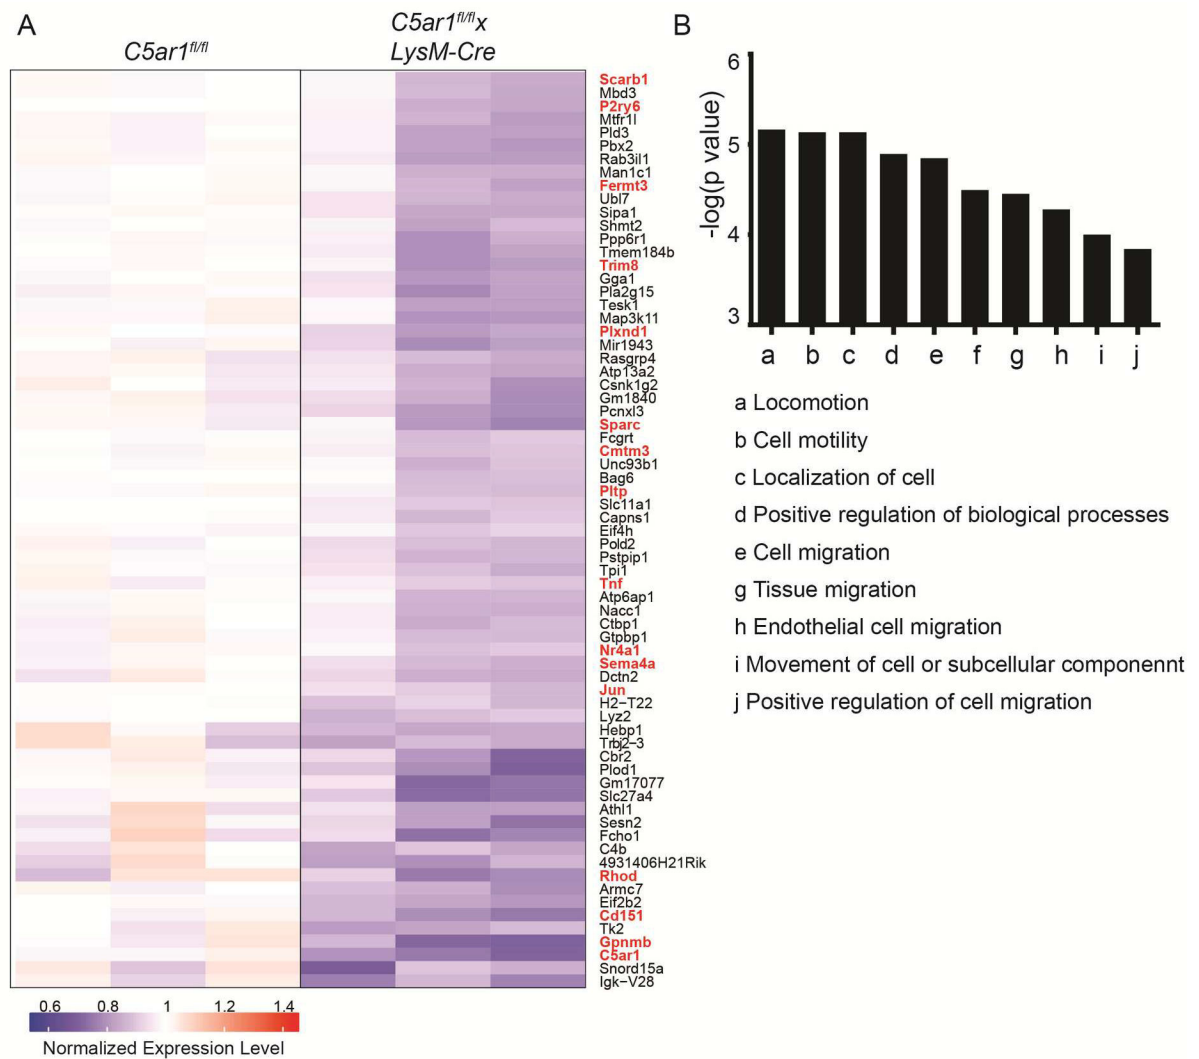 A
C5ar1fl/fl
C5ar1fl/flx
LysM-Cre
Scarb1
Mbd3
P2ry6
Mtfr1l
Pld3
Pbx2
Rab3il1
Man1c1
Fermt3
Ubl7
Sipa1
Shmt2
Ppp6r1
Tmem184b
Trim8
Gga1
Pla2g15
Tesk1
Map3k11
Plxnd1
Mir1943
Rasgrp4
Atp13a2
Csnk1g2
Gm1840
Pcnxl3
Sparc
Fcgrt
Cmtm3
Unc93b1
Bag6
Pltp
Slc11a1
Capns1
Eif4h
Pold2
Pstpip1
Tpi1
Tnf
Atp6ap1
Nacc1
Ctbp1
Gtpbp1
Nr4a1
Sema4a
Dctn2
Jun
H2−T22
Lyz2
Hebp1
Trbj2−3
Cbr2
Plod1
Gm17077
Slc27a4
Athl1
Sesn2
Fcho1
C4b
4931406H21Rik
Rhod
Armc7
Eif2b2
Cd151
Tk2
Gpnmb
C5ar1
Snord15a
Igk−V28
0.6 0.8 1 1.2 1.4
Normalized Expression Level
B
-log(p value)
6
5
4
3
a b c d e f g h i j
a Locomotion
b Cell motility
c Localization of cell
d Positive regulation of biological processes
e Cell migration
g Tissue migration
h Endothelial cell migration
i Movement of cell or subcellular componennt
j Positive regulation of cell migration